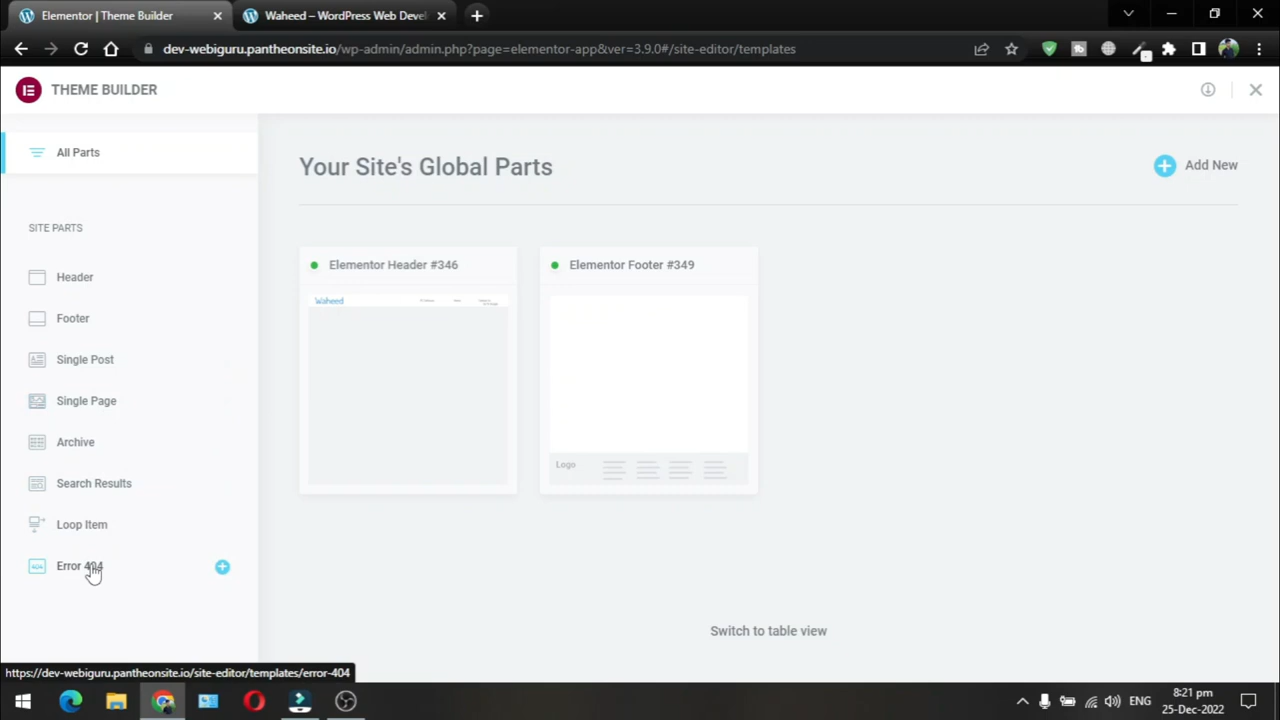 Elementor | Theme Builder
Waheed – WordPress Web Devel
dev-webiguru.pantheonsite.io/wp-admin/admin.php?page=elementor-app&ver=3.9.0#/site-editor/templates
THEME BUILDER
All Parts
Your Site's Global Parts
Add New
SITE PARTS
Header
Footer
Single Post
Single Page
Archive
Search Results
Loop Item
Error 404
Elementor Header #346
Waheed
Elementor Footer #349
Logo
Switch to table view
https://dev-webiguru.pantheonsite.io/site-editor/templates/error-404
ENG
8:21 pm
25-Dec-2022